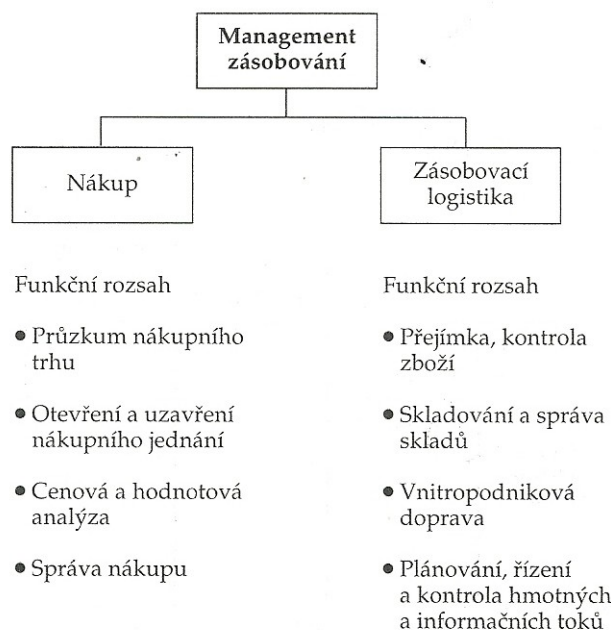 Management
zásobování
Nákup
Zásobovací
logistika
Funkční rozsah
● Průzkum nákupního
trhu
● Otevření a uzavření
nákupního jednání
● Cenová a hodnotová
analýza
● Správa nákupu
Funkční rozsah
● Přejímka, kontrola
zboží
● Skladování a správa
skladů
● Vnitropodniková
doprava
● Plánování, řízení
a kontrola hmotných
a informačních toků